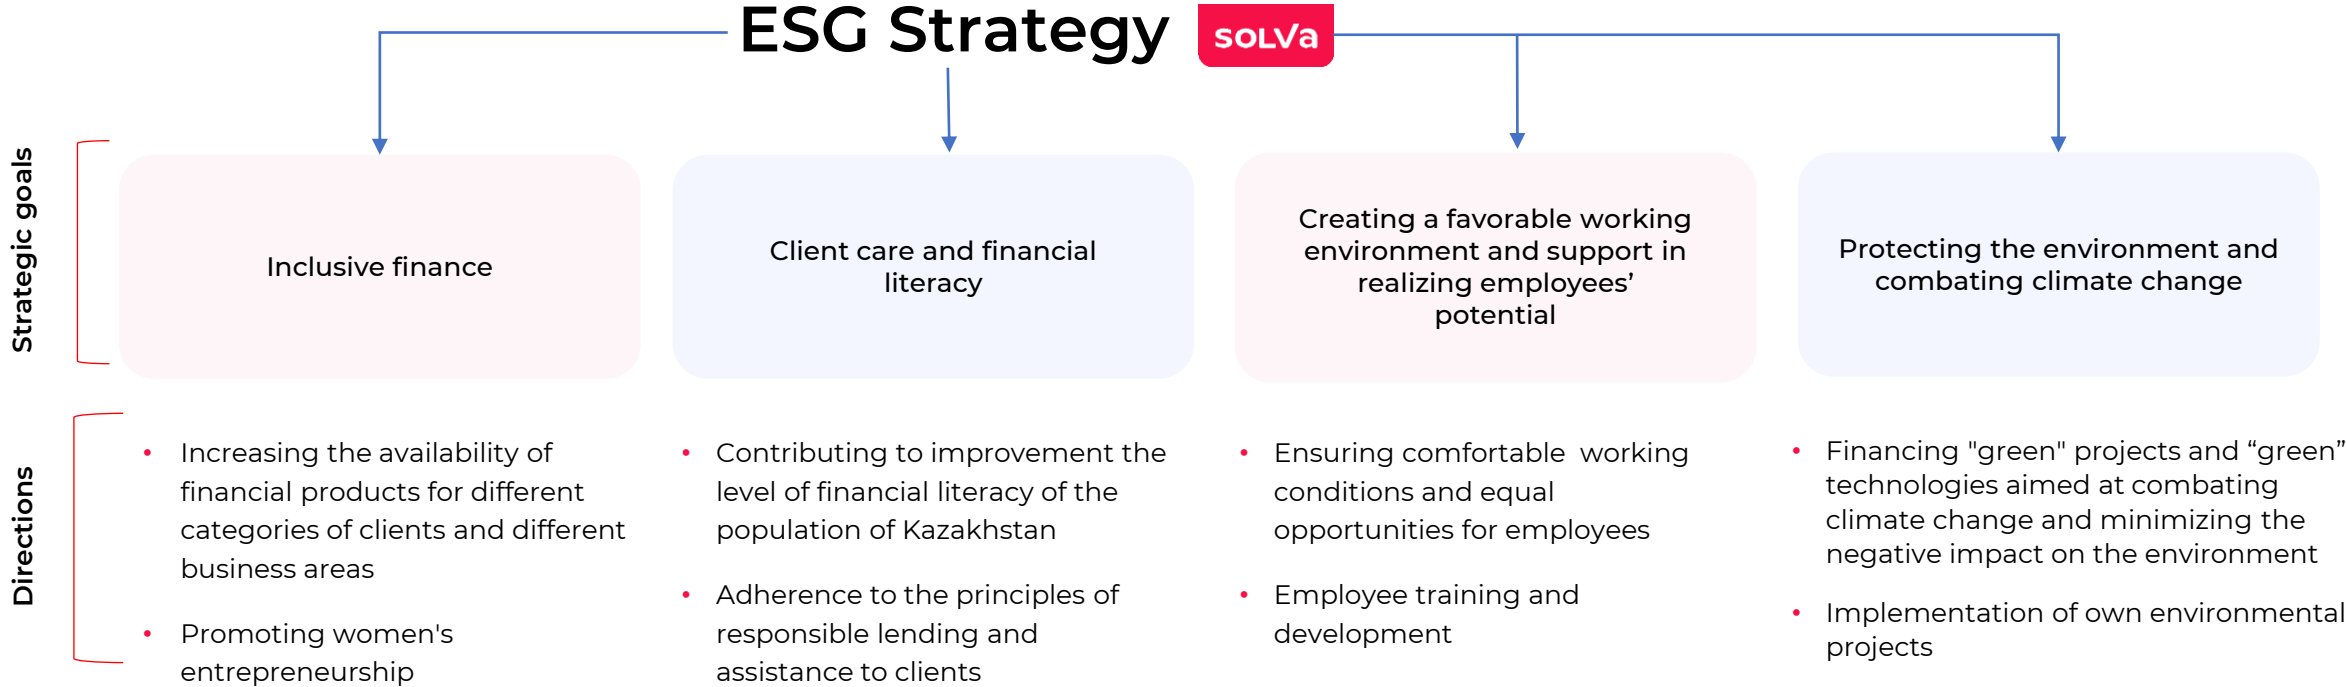 ESG Strategy
SOLVa
Strategic goals
Inclusive finance
Client care and financial
literacy
Creating a favorable working
environment and support in
realizing employees’
potential
Protecting the environment and
combating climate change
Directions
• Increasing the availability of
financial products for different
categories of clients and different
business areas
• Promoting women's
entrepreneurship
• Contributing to improvement the
level of financial literacy of the
population of Kazakhstan
• Adherence to the principles of
responsible lending and
assistance to clients
• Ensuring comfortable  working
conditions and equal
opportunities for employees
• Employee training and
development
• Financing "green" projects and “green”
technologies aimed at combating
climate change and minimizing the
negative impact on the environment
• Implementation of own environmental
projects